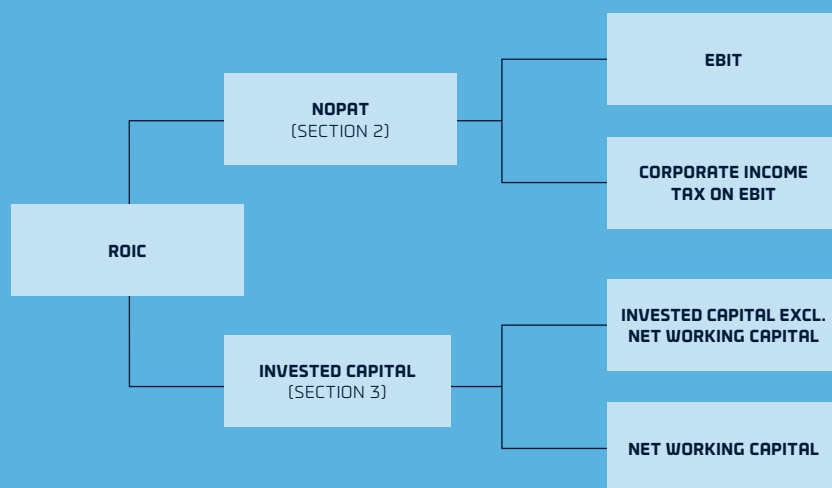 EBIT
NOPAT
(SECTION 2)
CORPORATE INCOME
TAX ON EBIT
ROIC
INVESTED CAPITAL EXCL.
NET WORKING CAPITAL
INVESTED CAPITAL
(SECTION 3)
NET WORKING CAPITAL